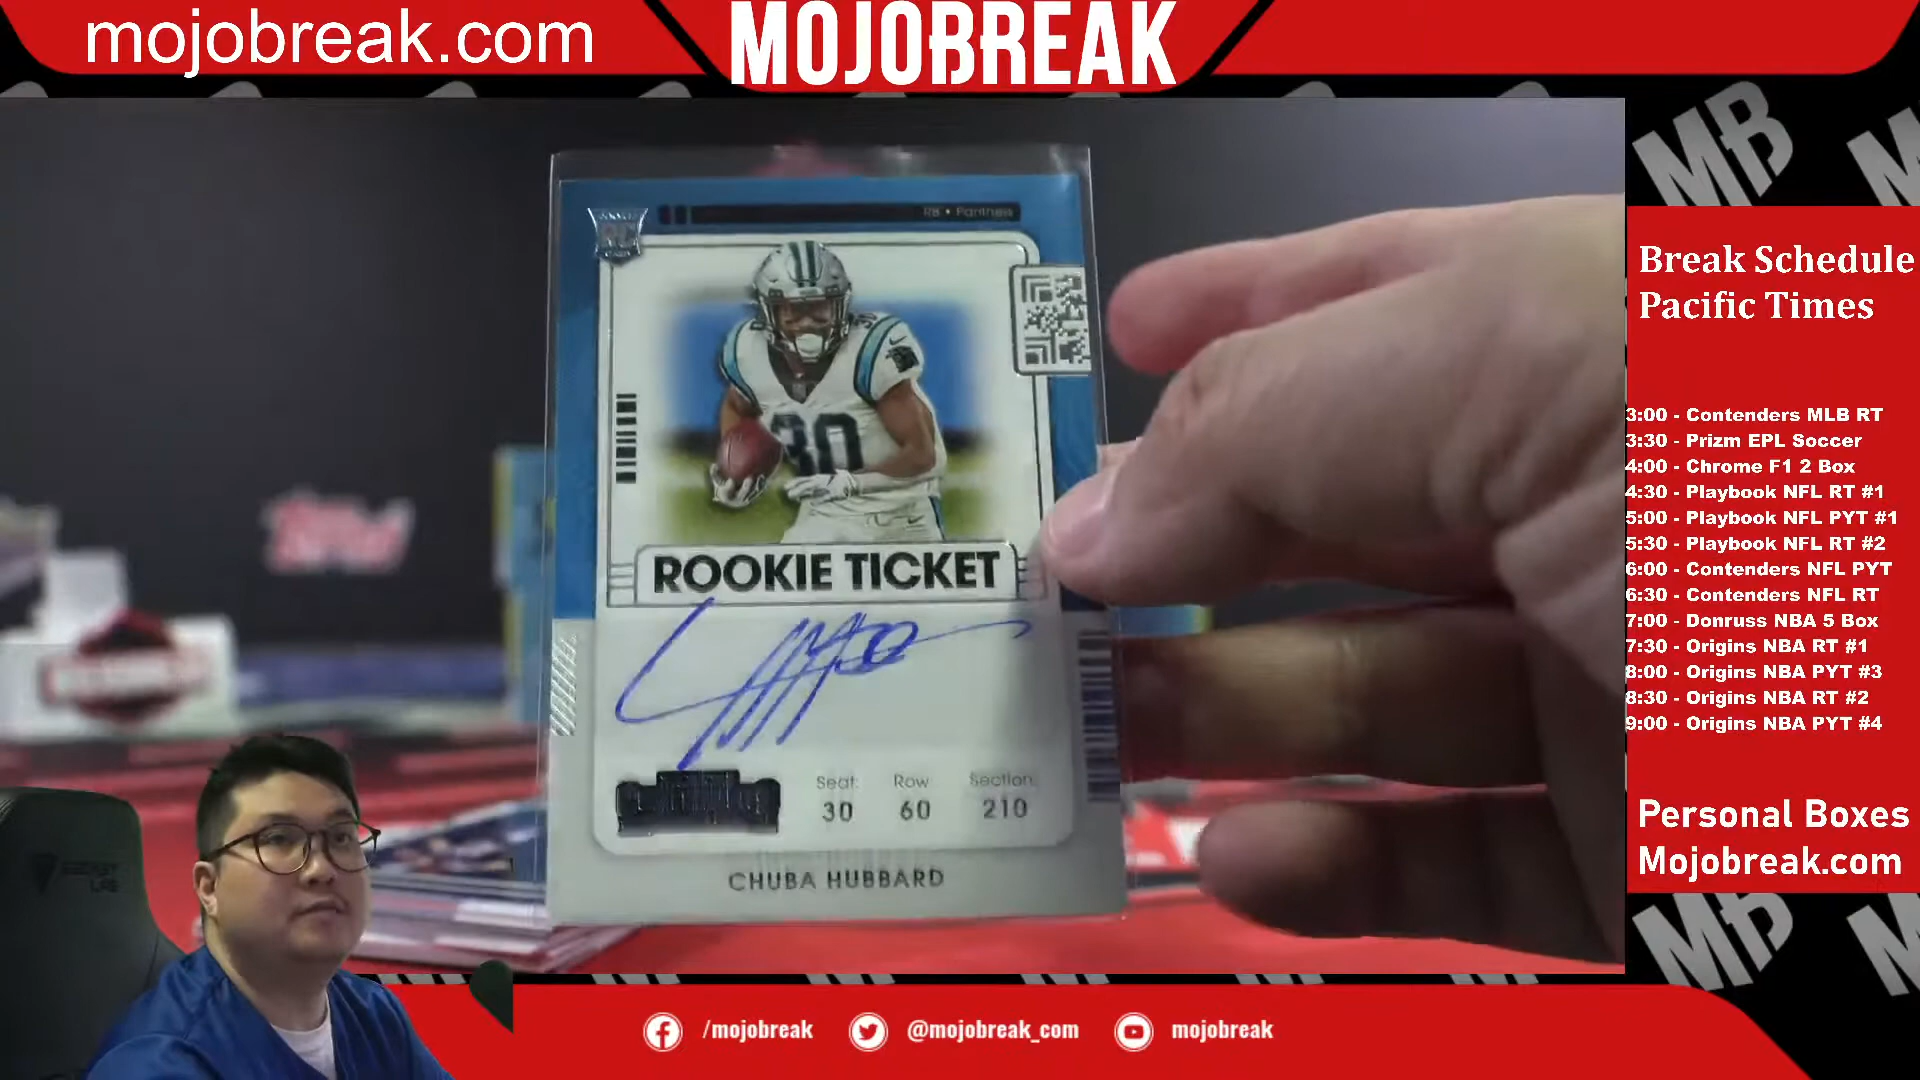 mojobreak.com
MOJOBREAK
RB • Panthers
30
ROOKIE TICKET
Seat: Row Section:
30 60 210
CHUBA HUBBARD
MB
Break Schedule
Pacific Times
3:00 - Contenders MLB RT
3:30 - Prizm EPL Soccer
4:00 - Chrome F1 2 Box
4:30 - Playbook NFL RT #1
5:00 - Playbook NFL PYT #1
5:30 - Playbook NFL RT #2
6:00 - Contenders NFL PYT
6:30 - Contenders NFL RT
7:00 - Donruss NBA 5 Box
7:30 - Origins NBA RT #1
8:00 - Origins NBA PYT #3
8:30 - Origins NBA RT #2
9:00 - Origins NBA PYT #4
Personal Boxes
Mojobreak.com
MB
/mojobreak @mojobreak_com mojobreak